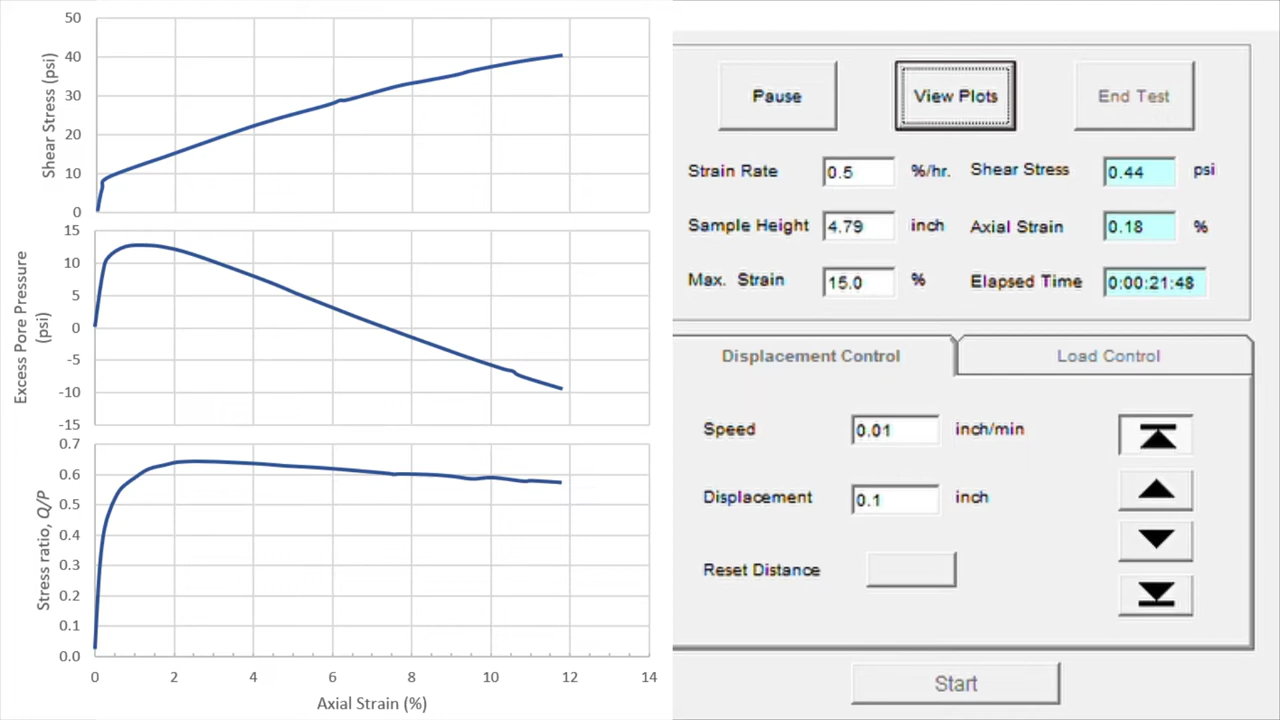 50
40
30
20
10
0
Shear Stress (psi)
15
10
5
0
-5
-10
-15
Excess Pore Pressure
(psi)
0.7
0.6
0.5
0.4
0.3
0.2
0.1
0.0
Stress ratio, Q/P
0 2 4 6 8 10 12 14
Axial Strain (%)
Pause View Plots End Test
Strain Rate 0.5 %/hr. Shear Stress 0.44 psi
Sample Height 4.79 inch Axial Strain 0.18 %
Max. Strain 15.0 % Elapsed Time 0:00:21:48
Displacement Control Load Control
Speed 0.01 inch/min
Displacement 0.1 inch
Reset Distance
Start